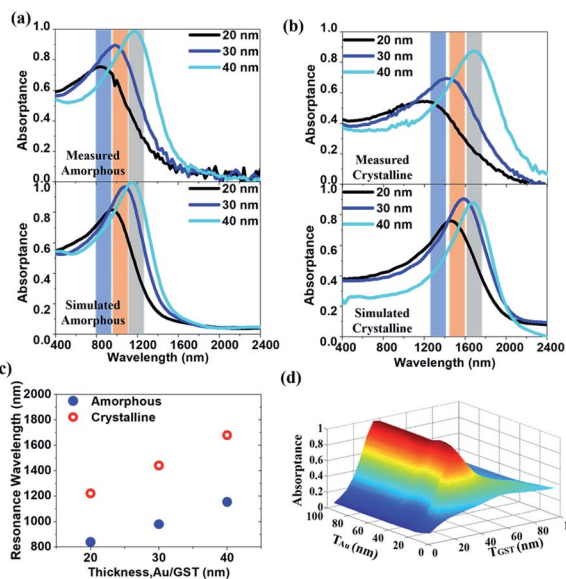 (a)
20 nm
30 nm
40 nm
Measured
Amorphous
Absorptance
1.0
0.8
0.6
0.4
0.2
0.0
20 nm
30 nm
40 nm
Simulated
Amorphous
Absorptance
1.0
0.8
0.6
0.4
0.2
0.0
400 800 1200 1600 2000 2400
Wavelength (nm)
(b)
20 nm
30 nm
40 nm
Measured
Crystalline
Absorptance
1.0
0.8
0.6
0.4
0.2
0.0
20 nm
30 nm
40 nm
Simulated
Crystalline
Absorptance
0.8
0.6
0.4
0.2
0.0
400 800 1200 1600 2000 2400
Wavelength (nm)
c)
Amorphous
Crystalline
Resonance Wavelength (nm)
2000
1800
1600
1400
1200
1000
800
20 30 40
Thickness,Au/GST (nm)
(d)
Absorptance
1
0.8
0.6
0.4
0.2
0
100 80 60 40 20 0
T_Au (nm)
0 20 40 60 80 1
T_GST (nm)